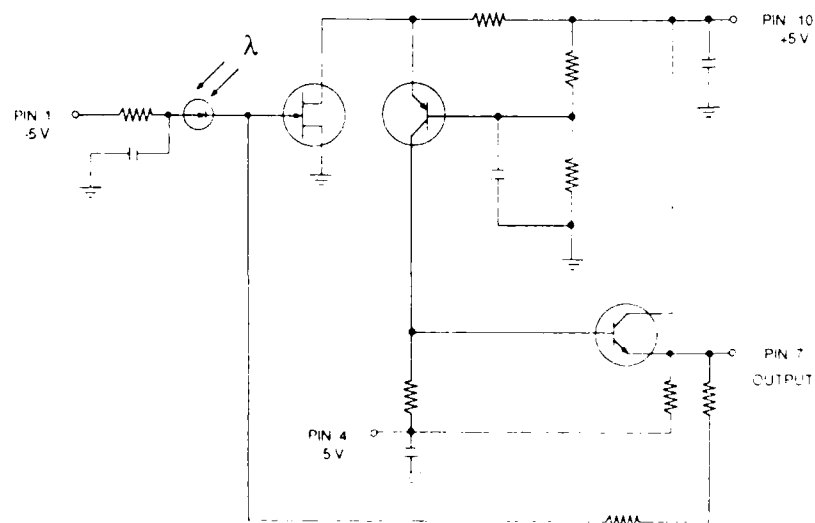 λ
PIN 10
+5 V
PIN 1
-5 V
PIN 7
OUTPUT
PIN 4
5 V